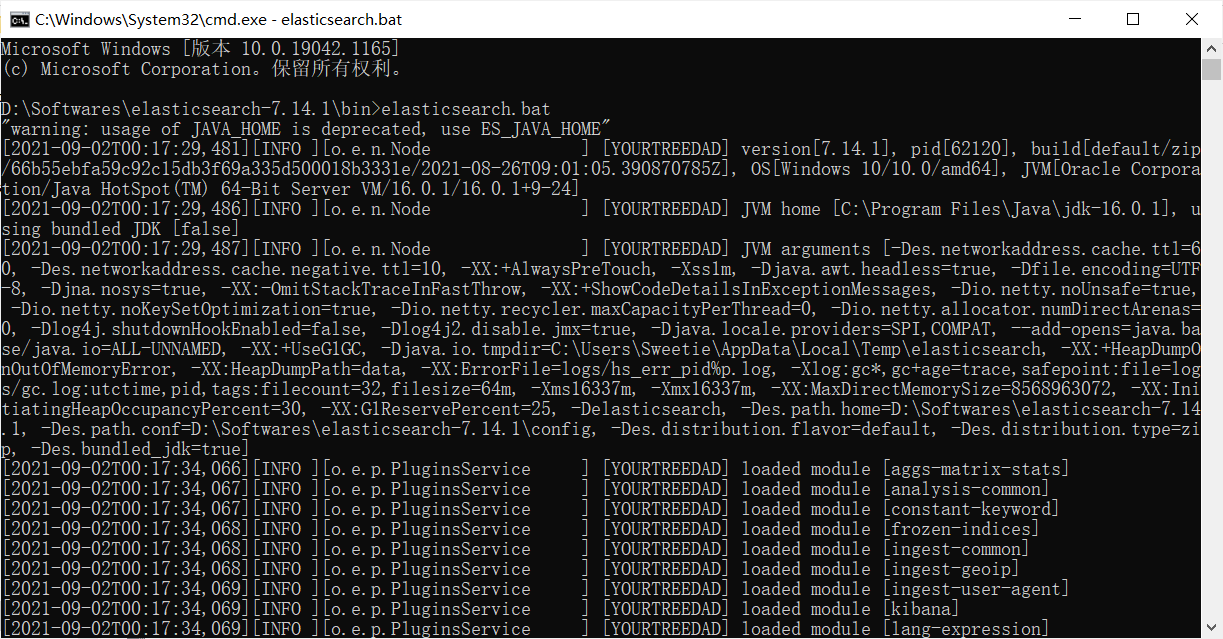 C:\Windows\System32\cmd.exe - elasticsearch.bat
Microsoft Windows [版本 10.0.19042.1165]
(c) Microsoft Corporation。保留所有权利。
D:\Softwares\elasticsearch-7.14.1\bin>elasticsearch.bat
"warning: usage of JAVA_HOME is deprecated, use ES_JAVA_HOME"
[2021-09-02T00:17:29,481][INFO ][o.e.n.Node               ] [YOURTREEDAD] version[7.14.1], pid[62120], build[default/zip
/66b55ebfa59c92c15db3f69a335d500018b3331e/2021-08-26T09:01:05.390870785Z], OS[Windows 10/10.0/amd64], JVM[Oracle Corpora
tion/Java HotSpot(TM) 64-Bit Server VM/16.0.1/16.0.1+9-24]
[2021-09-02T00:17:29,486][INFO ][o.e.n.Node               ] [YOURTREEDAD] JVM home [C:\Program Files\Java\jdk-16.0.1], u
sing bundled JDK [false]
[2021-09-02T00:17:29,487][INFO ][o.e.n.Node               ] [YOURTREEDAD] JVM arguments [-Des.networkaddress.cache.ttl=6
0, -Des.networkaddress.cache.negative.ttl=10, -XX:+AlwaysPreTouch, -Xss1m, -Djava.awt.headless=true, -Dfile.encoding=UTF
-8, -Djna.nosys=true, -XX:-OmitStackTraceInFastThrow, -XX:+ShowCodeDetailsInExceptionMessages, -Dio.netty.noUnsafe=true,
 -Dio.netty.noKeySetOptimization=true, -Dio.netty.recycler.maxCapacityPerThread=0, -Dio.netty.allocator.numDirectArenas=
0, -Dlog4j.shutdownHookEnabled=false, -Dlog4j2.disable.jmx=true, -Djava.locale.providers=SPI,COMPAT, --add-opens=java.ba
se/java.io=ALL-UNNAMED, -XX:+UseG1GC, -Djava.io.tmpdir=C:\Users\Sweetie\AppData\Local\Temp\elasticsearch, -XX:+HeapDumpO
nOutOfMemoryError, -XX:HeapDumpPath=data, -XX:ErrorFile=logs/hs_err_pid%p.log, -Xlog:gc*,gc+age=trace,safepoint:file=log
s/gc.log:utctime,pid,tags:filecount=32,filesize=64m, -Xms16337m, -Xmx16337m, -XX:MaxDirectMemorySize=8568963072, -XX:Ini
tiatingHeapOccupancyPercent=30, -XX:G1ReservePercent=25, -Delasticsearch, -Des.path.home=D:\Softwares\elasticsearch-7.14
.1, -Des.path.conf=D:\Softwares\elasticsearch-7.14.1\config, -Des.distribution.flavor=default, -Des.distribution.type=zi
p, -Des.bundled_jdk=true]
[2021-09-02T00:17:34,066][INFO ][o.e.p.PluginsService     ] [YOURTREEDAD] loaded module [aggs-matrix-stats]
[2021-09-02T00:17:34,067][INFO ][o.e.p.PluginsService     ] [YOURTREEDAD] loaded module [analysis-common]
[2021-09-02T00:17:34,067][INFO ][o.e.p.PluginsService     ] [YOURTREEDAD] loaded module [constant-keyword]
[2021-09-02T00:17:34,068][INFO ][o.e.p.PluginsService     ] [YOURTREEDAD] loaded module [frozen-indices]
[2021-09-02T00:17:34,068][INFO ][o.e.p.PluginsService     ] [YOURTREEDAD] loaded module [ingest-common]
[2021-09-02T00:17:34,068][INFO ][o.e.p.PluginsService     ] [YOURTREEDAD] loaded module [ingest-geoip]
[2021-09-02T00:17:34,069][INFO ][o.e.p.PluginsService     ] [YOURTREEDAD] loaded module [ingest-user-agent]
[2021-09-02T00:17:34,069][INFO ][o.e.p.PluginsService     ] [YOURTREEDAD] loaded module [kibana]
[2021-09-02T00:17:34,069][INFO ][o.e.p.PluginsService     ] [YOURTREEDAD] loaded module [lang-expression]